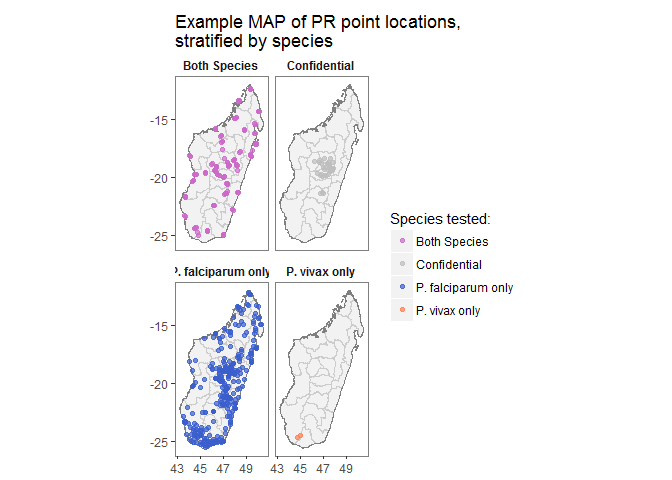 Example MAP of PR point locations,
stratified by species
Both Species
Confidential
-15
-20
-25
P. falciparum only
P. vivax only
-15
-20
-25
43
45
47
49
43
45
47
49
Species tested:
Both Species
Confidential
P. falciparum only
P. vivax only